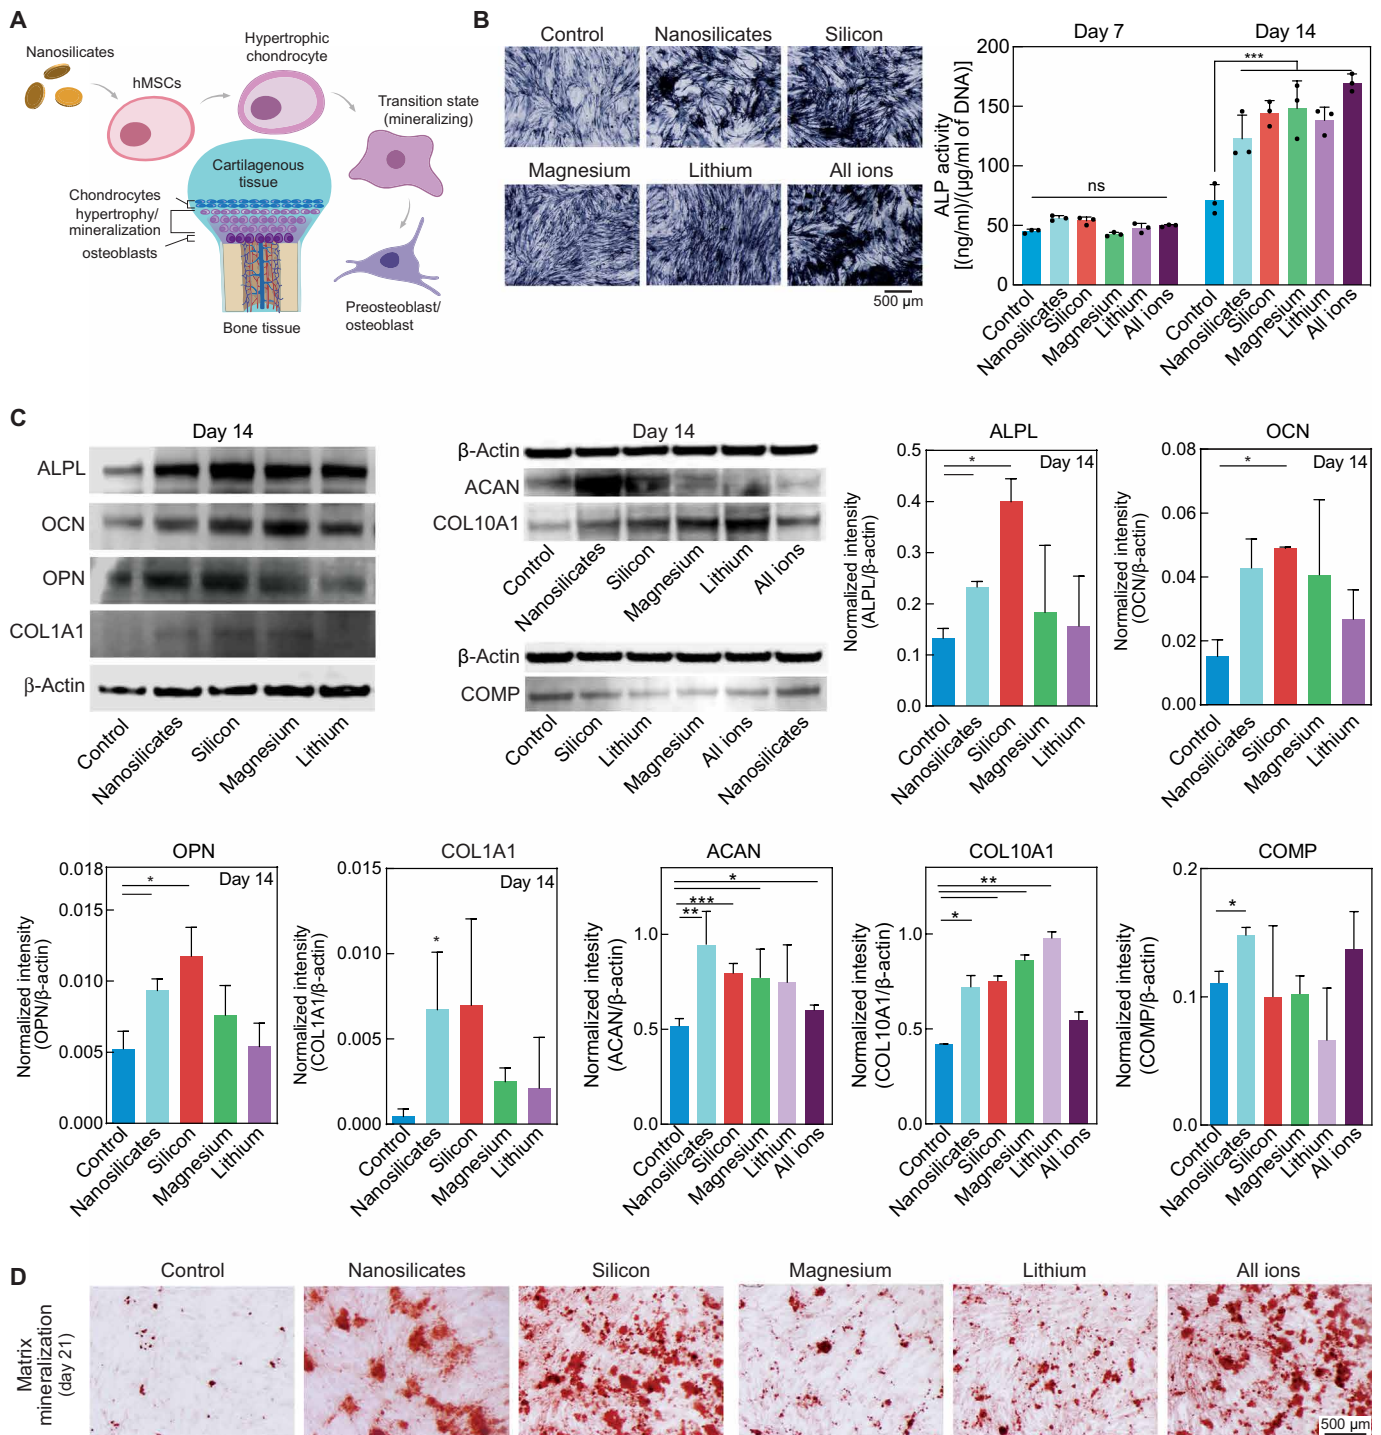 A
Nanosilicates
hMSCs
Hypertrophic
chondrocyte
Transition state
(mineralizing)
Cartilagenous
tissue
Chondrocytes
hypertrophy/
mineralization
osteoblasts
Preosteoblast/
osteoblast
Bone tissue
B
Control
Nanosilicates
Silicon
Magnesium
Lithium
All ions
500 µm
Day 7
Day 14
ALP activity
[(ng/ml)/(µg/ml of DNA)]
200
150
100
50
0
ns
***
Control
Nanosilicates
Silicon
Magnesium
Lithium
All ions
Control
Nanosilicates
Silicon
Magnesium
Lithium
All ions
C
Day 14
ALPL
OCN
OPN
COL1A1
β-Actin
Control
Nanosilicates
Silicon
Magnesium
Lithium
Day 14
β-Actin
ACAN
COL10A1
Control
Nanosilicates
Silicon
Magnesium
Lithium
All ions
β-Actin
COMP
Control
Silicon
Lithium
Magnesium
All ions
Nanosilicates
ALPL
Day 14
*
Normalized intensity
(ALPL/β-actin)
0.5
0.4
0.3
0.2
0.1
0.0
Control
Nanosilicates
Silicon
Magnesium
Lithium
OCN
Day 14
*
Normalized intensity
(OCN/β-actin)
0.08
0.06
0.04
0.02
0.00
Control
Nanosiliciates
Silicon
Magnesium
Lithium
OPN
Day 14
*
Normalized intensity
(OPN/β-actin)
0.018
0.015
0.010
0.005
0.000
Control
Nanosilicates
Silicon
Magnesium
Lithium
COL1A1
Day 14
*
Normalized intensity
(COL1A1/β-actin)
0.015
0.010
0.005
0.000
Control
Nanosilicates
Silicon
Magnesium
Lithium
ACAN
*
***
**
Normalized intesity
(ACAN/β-actin)
1.0
0.5
0.0
Control
Nanosilicates
Silicon
Magnesium
Lithium
All ions
COL10A1
**
*
Normalized intesity
(COL10A1/β-actin)
1.0
0.5
0.0
Control
Nanosilicates
Silicon
Magnesium
Lithium
All ions
COMP
*
Normalized intesity
(COMP/β-actin)
0.2
0.1
0.0
Control
Nanosilicates
Silicon
Magnesium
Lithium
All ions
D
Control
Nanosilicates
Silicon
Magnesium
Lithium
All ions
Matrix
mineralization
(day 21)
500 µm